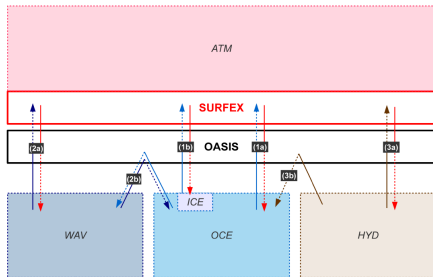 ATM
SURFEX
OASIS
(2a)
(1b)
(1a)
(3a)
(2b)
(3b)
ICE
WAV
OCE
HYD